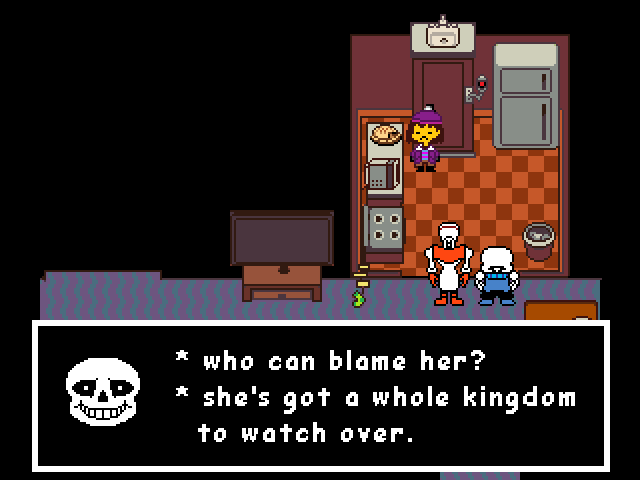 * who can blame her?
* she's got a whole kingdom
to watch over.